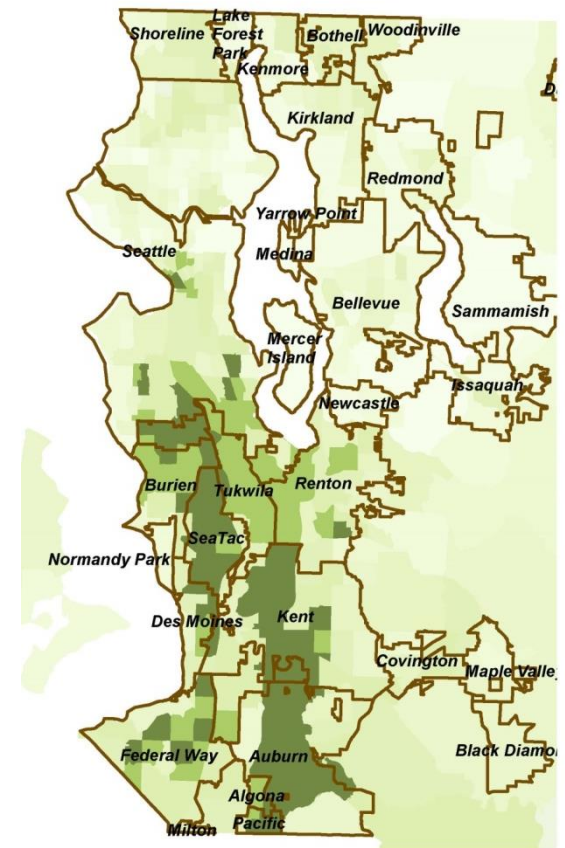 Shoreline
Lake
Forest
Park
Bothell
Woodinville
Kenmore
Kirkland
Redmond
Yarrow Point
Seattle
Medina
Bellevue
Sammamish
Mercer
Island
Issaquah
Newcastle
Burien
Tukwila
Renton
SeaTac
Normandy Park
Des Moines
Kent
Covington
Maple Valley
Federal Way
Auburn
Black Diamo
Algona
Pacific
Milton